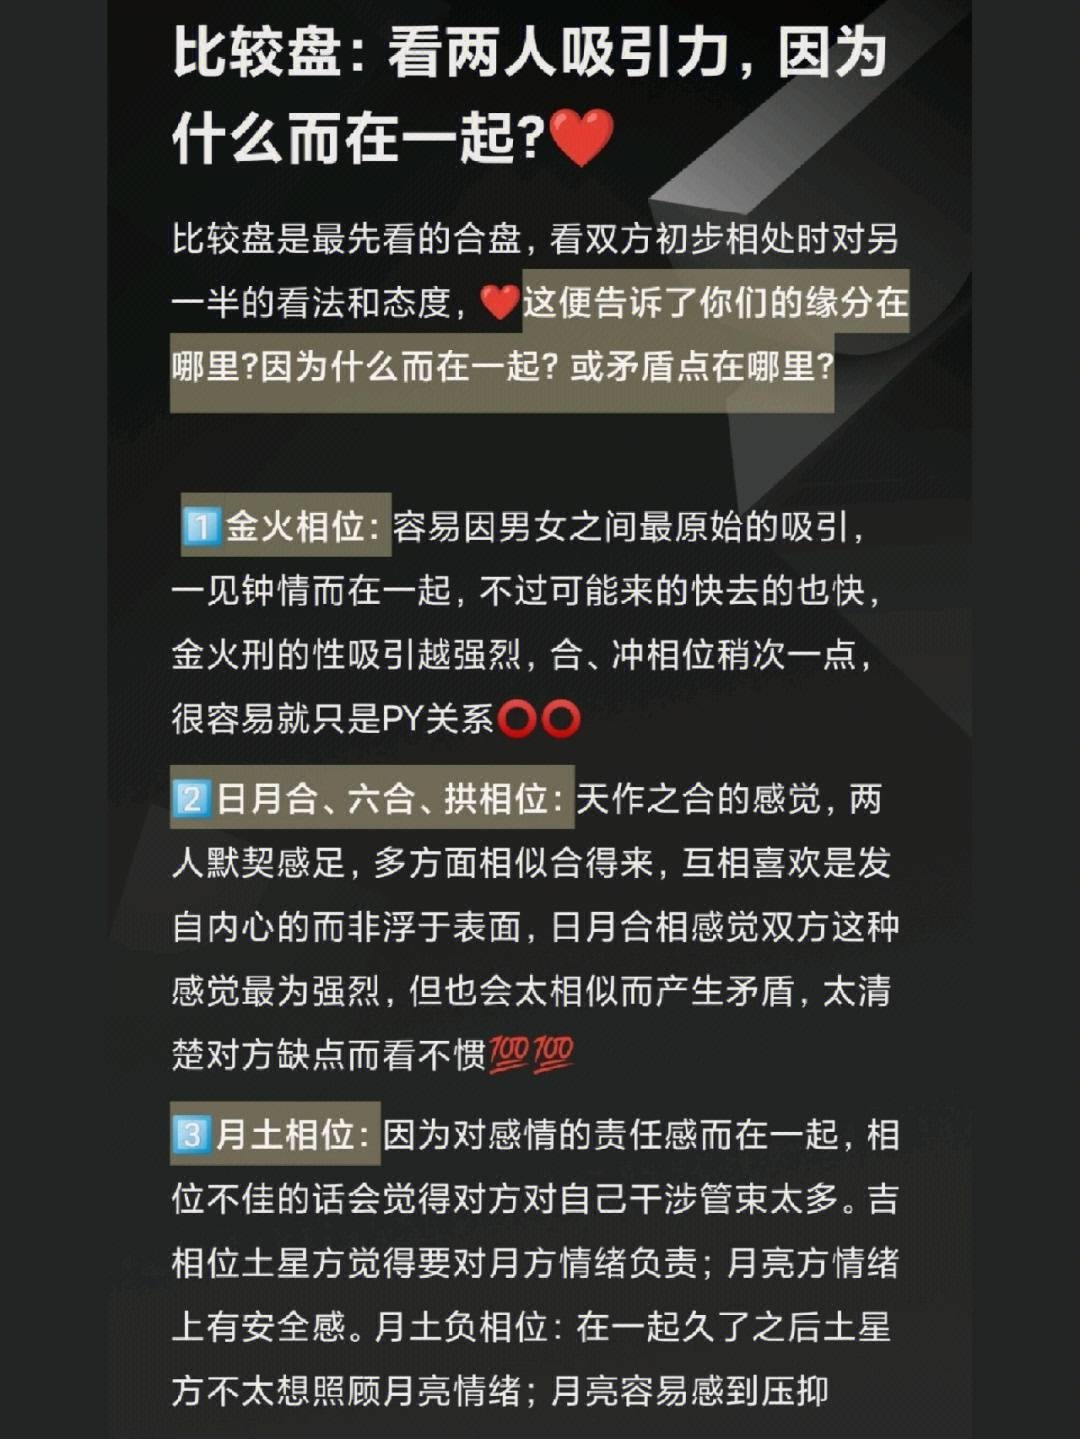 比较盘：看两人吸引力，因为
什么而在一起?❤️
比较盘是最先看的合盘，看双方初步相处时对另
一半的看法和态度，❤️这便告诉了你们的缘分在
哪里?因为什么而在一起? 或矛盾点在哪里?
1️⃣金火相位：容易因男女之间最原始的吸引，
一见钟情而在一起，不过可能来的快去的也快，
金火刑的性吸引越强烈，合、冲相位稍次一点，
很容易就只是PY关系⭕⭕
2️⃣日月合、六合、拱相位：天作之合的感觉，两
人默契感足，多方面相似合得来，互相喜欢是发
自内心的而非浮于表面，日月合相感觉双方这种
感觉最为强烈，但也会太相似而产生矛盾，太清
楚对方缺点而看不惯💯💯
3️⃣月土相位：因为对感情的责任感而在一起，相
位不佳的话会觉得对方对自己干涉管束太多。吉
相位土星方觉得要对月方情绪负责；月亮方情绪
上有安全感。月土负相位：在一起久了之后土星
方不太想照顾月亮情绪；月亮容易感到压抑